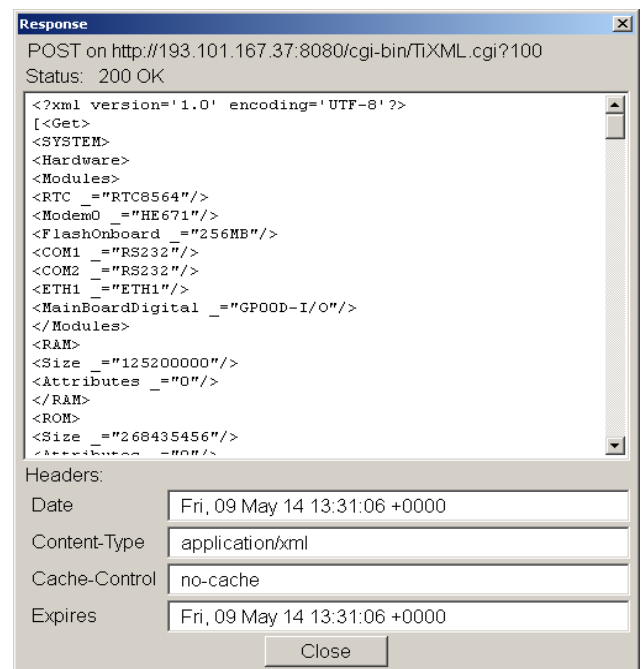 Response
POST on http://193.101.167.37:8080/cgi-bin/TiXML.cgi?100
Status: 200 OK
<?xml version='1.0' encoding='UTF-8'?>
[<Get>
<SYSTEM>
<Hardware>
<Modules>
<RTC _="RTC8564"/>
<Modem0 _="HE671"/>
<FlashOnboard _="256MB"/>
<COM1 _="RS232"/>
<COM2 _="RS232"/>
<ETH1 _="ETH1"/>
<MainBoardDigital _="GP00D-I/O"/>
</Modules>
<RAM>
<Size _="125200000"/>
<Attributes _="0"/>
</RAM>
<ROM>
<Size _="268435456"/>
<Attributes _="0"/>
Headers:
Date Fri, 09 May 14 13:31:06 +0000
Content-Type application/xml
Cache-Control no-cache
Expires Fri, 09 May 14 13:31:06 +0000
Close